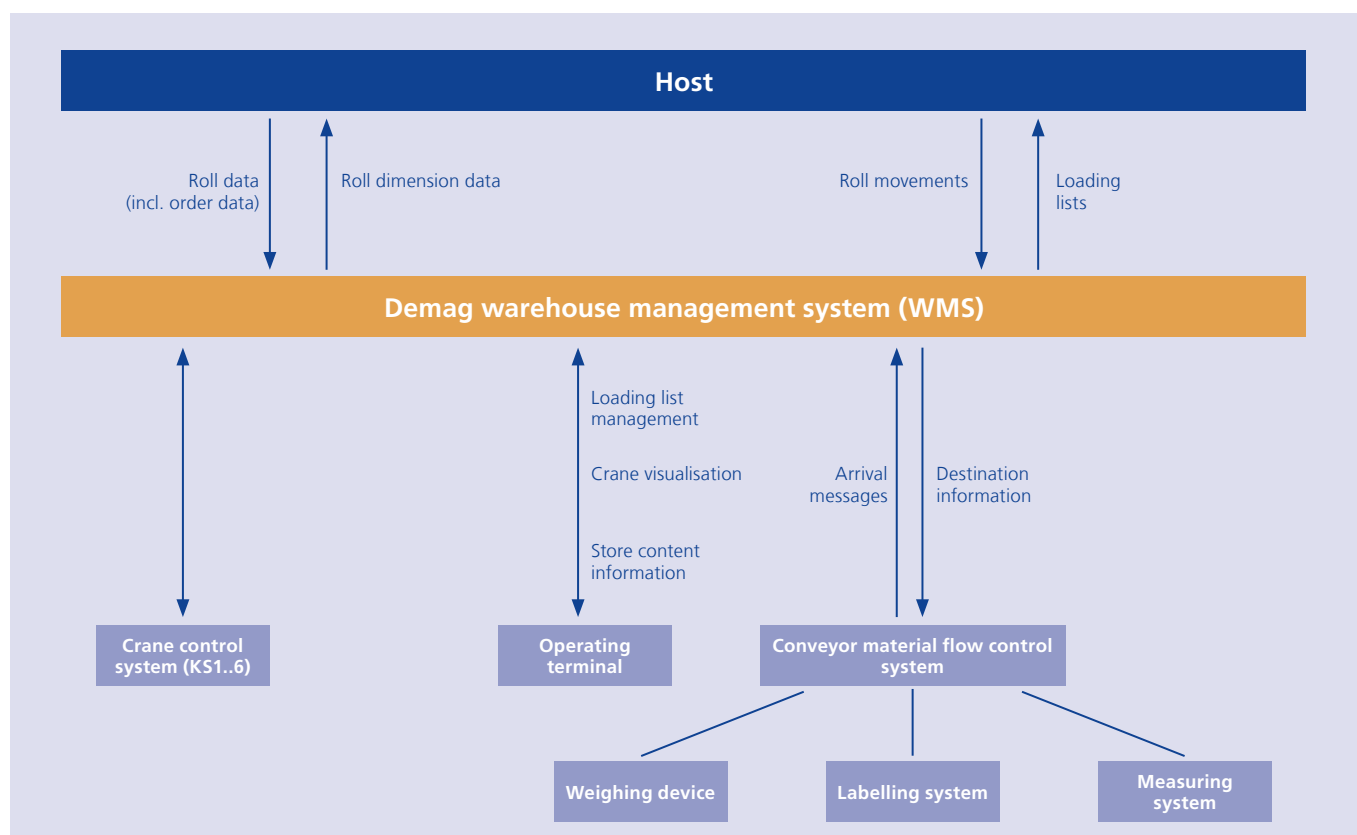 Host
Roll data
(incl. order data)
Roll dimension data
Roll movements
Loading
lists
Demag warehouse management system (WMS)
Loading list
management
Crane visualisation
Store content
information
Arrival
messages
Destination
information
Crane control
system (KS1..6)
Operating
terminal
Conveyor material flow control
system
Weighing device
Labelling system
Measuring
system